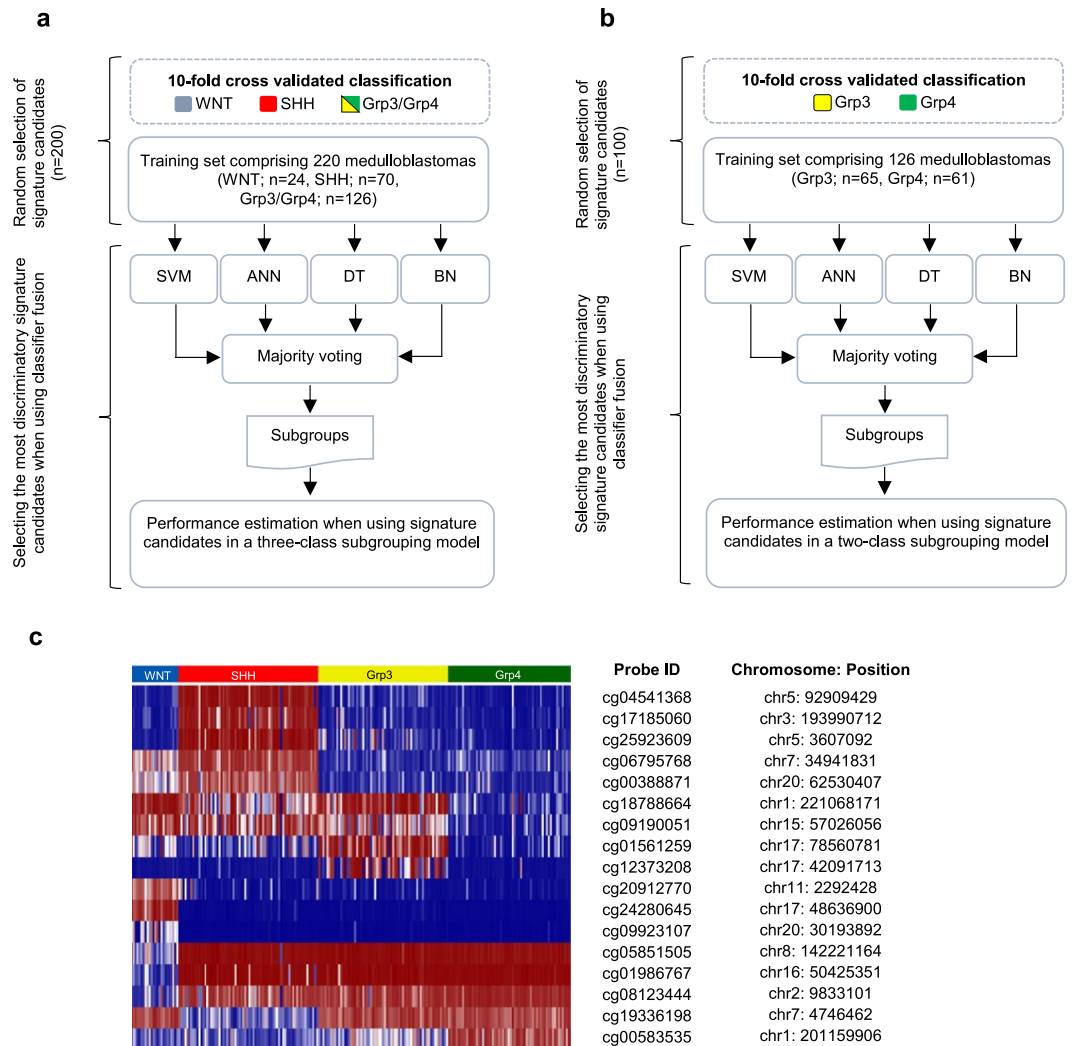 a
Random selection of
signature candidates
(n=200)
10-fold cross validated classification
WNT SHH Grp3/Grp4
Training set comprising 220 medulloblastomas
(WNT; n=24, SHH; n=70,
Grp3/Grp4; n=126)
Selecting the most discriminatory signature
candidates when using classifier fusion
SVM ANN DT BN
Majority voting
Subgroups
Performance estimation when using signature
candidates in a three-class subgrouping model
b
Random selection of
signature candidates
(n=100)
10-fold cross validated classification
Grp3 Grp4
Training set comprising 126 medulloblastomas
(Grp3; n=65, Grp4; n=61)
Selecting the most discriminatory
signature candidates when using
classifier fusion
SVM ANN DT BN
Majority voting
Subgroups
Performance estimation when using signature
candidates in a two-class subgrouping model
c
WNT SHH Grp3 Grp4
Probe ID Chromosome: Position
cg04541368 chr5: 92909429
cg17185060 chr3: 193990712
cg25923609 chr5: 3607092
cg06795768 chr7: 34941831
cg00388871 chr20: 62530407
cg18788664 chr1: 221068171
cg09190051 chr15: 57026056
cg01561259 chr17: 78560781
cg12373208 chr17: 42091713
cg20912770 chr11: 2292428
cg24280645 chr17: 48636900
cg09923107 chr20: 30193892
cg05851505 chr8: 142221164
cg01986767 chr16: 50425351
cg08123444 chr2: 9833101
cg19336198 chr7: 4746462
cg00583535 chr1: 201159906